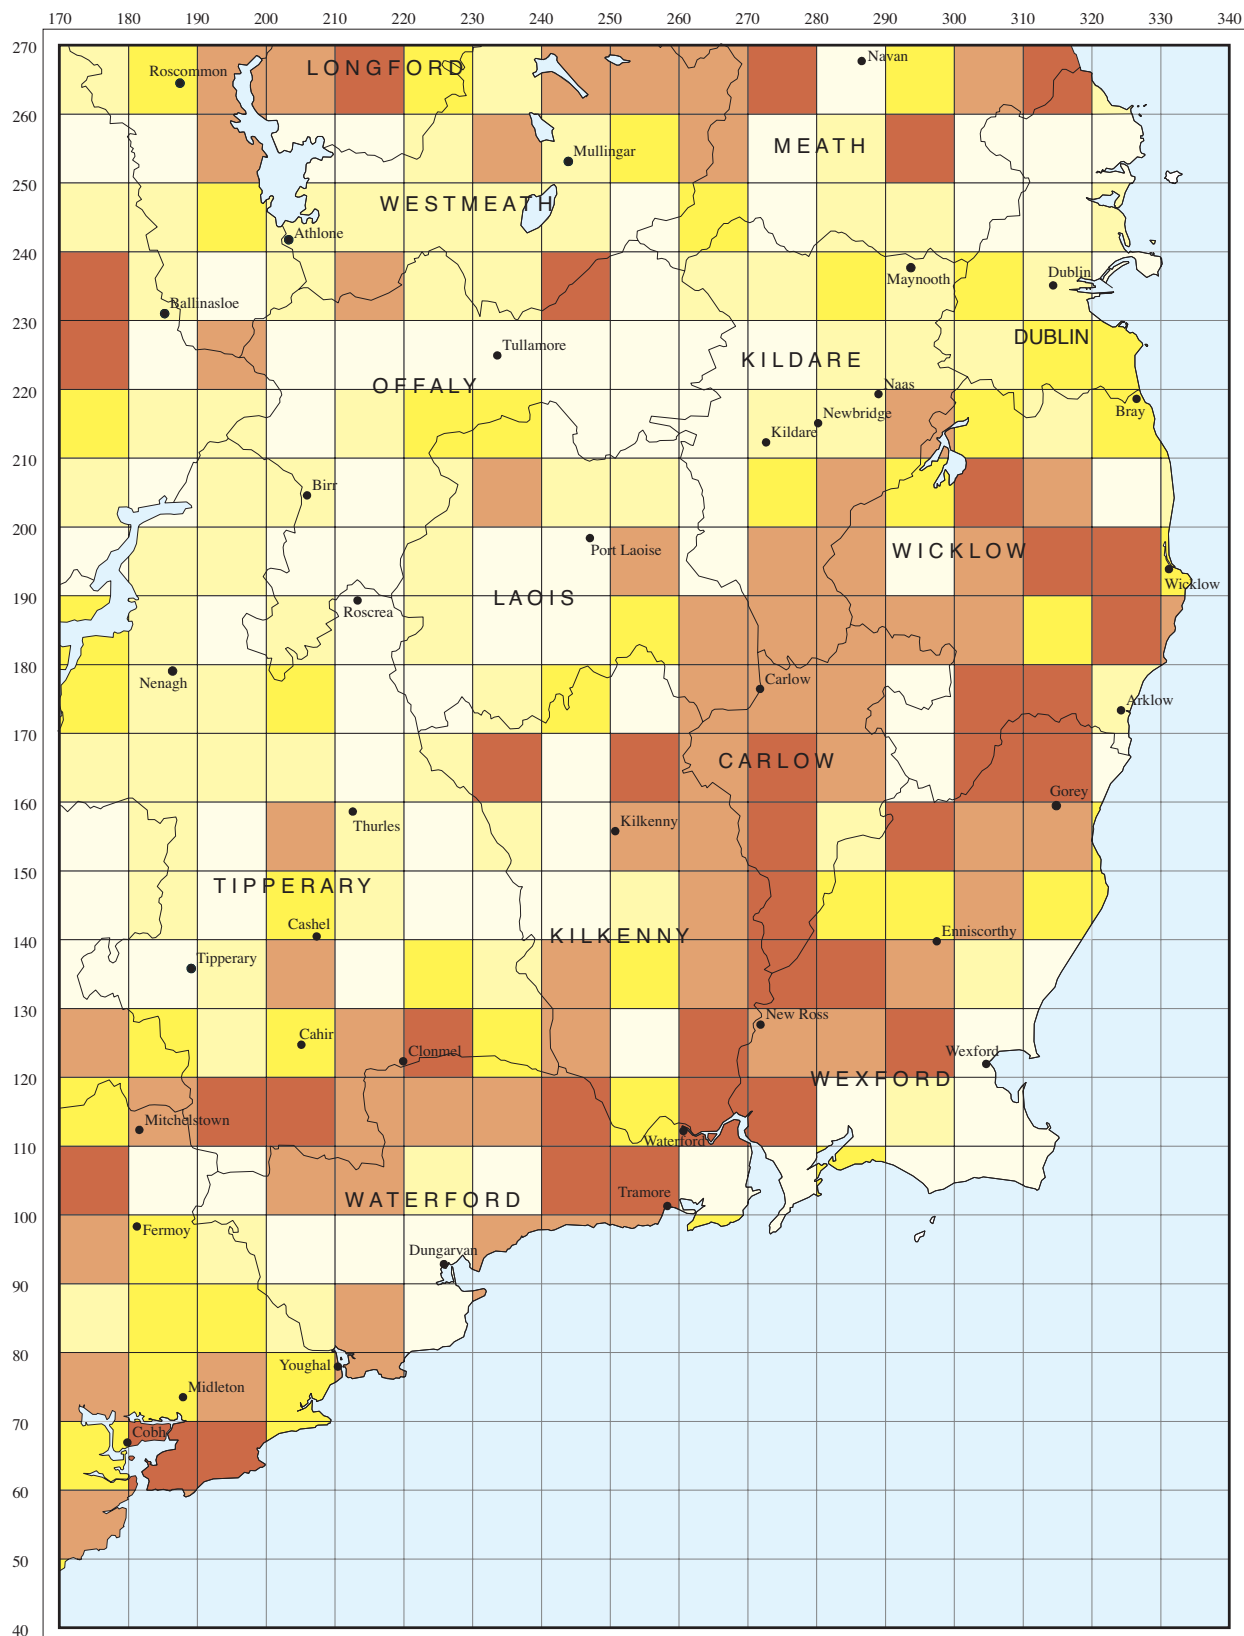 170 180 190 200 210 220 230 240 250 260 270 280 290 300 310 320 330 340
270
Navan
Roscommon
LONGFORD
260
MEATH
Mullingar
250
WESTMEATH
Athlone
240
Dublin
Maynooth
Ballinasloe
230
DUBLIN
Tullamore
KILDARE
OFFALY
220
Naas
Bray
Newbridge
Kildare
210
Birr
200
Port Laoise
WICKLOW
Wicklow
190
LAOIS
Roscrea
180
Nenagh
Carlow
Arklow
170
CARLOW
160
Gorey
Thurles
Kilkenny
150
TIPPERARY
Cashel
Enniscorthy
140
KILKENNY
Tipperary
130
New Ross
Cahir
Clonmel
Wexford
120
WEXFORD
Mitchelstown
Waterford
110
WATERFORD
Tramore
100
Fermoy
Dungarvan
90
80
Youghal
Midleton
70
Cobh
60
50
40